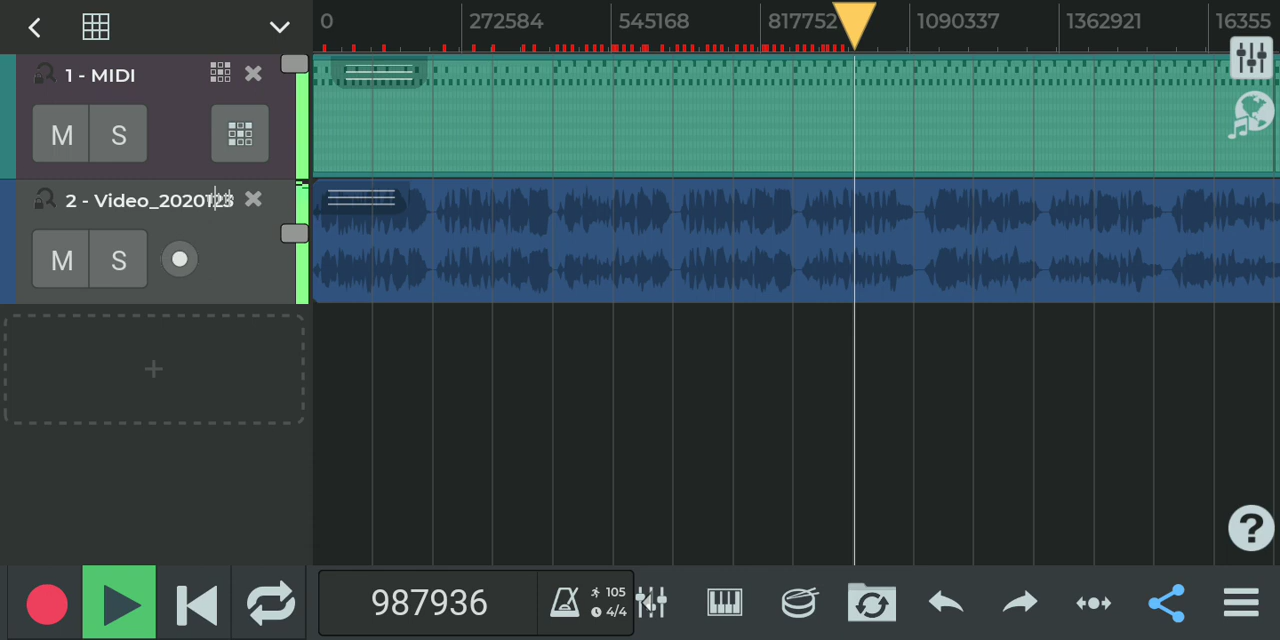 0 272584 545168 817752 1090337 1362921 16355
1 - MIDI
M S
2 - Video_2020123
M S
+
987936
105
4/4
?